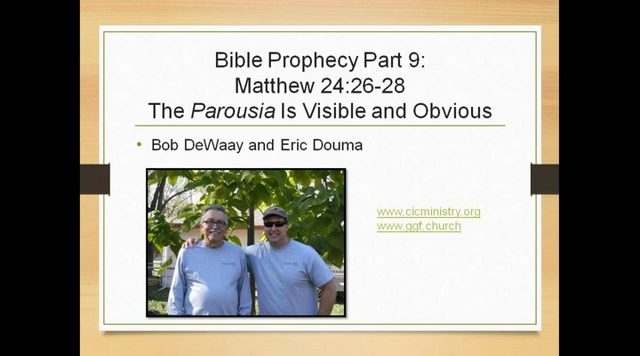 Bible Prophecy Part 9:
Matthew 24:26-28
The Parousia Is Visible and Obvious
• Bob DeWaay and Eric Douma
www.cicministry.org
www.ggf.church